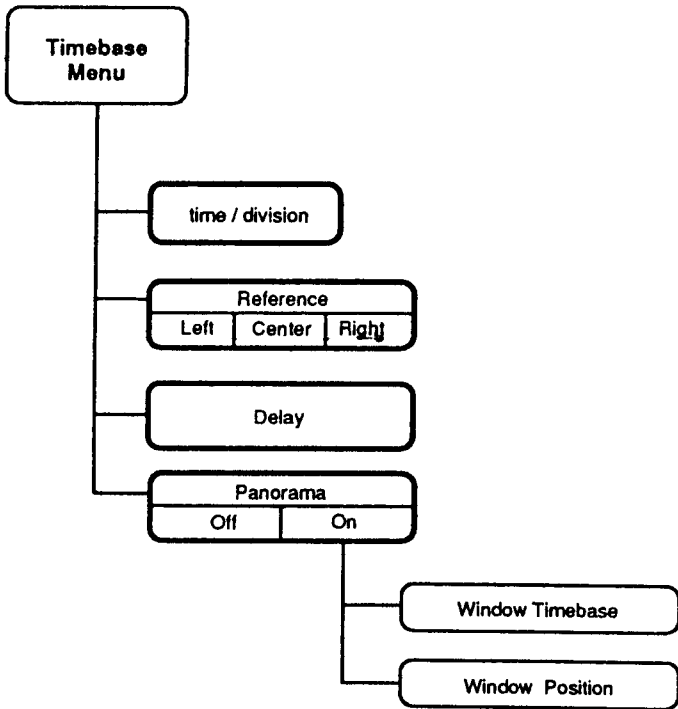 Timebase
Menu
time / division
Reference
Left Center Right
Delay
Panorama
Off On
Window Timebase
Window Position